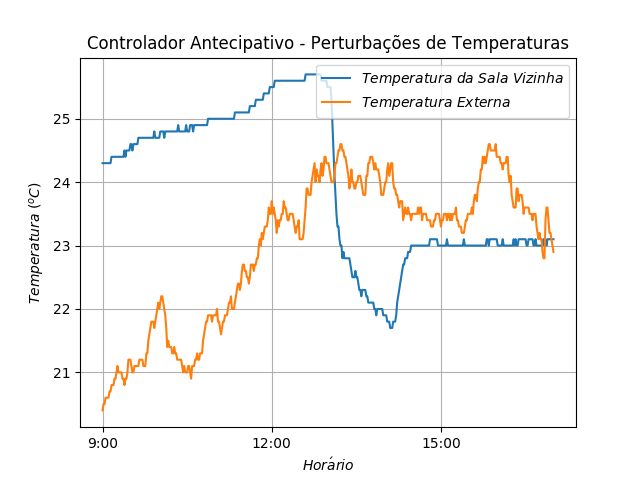 Controlador Antecipativo - Perturbações de Temperaturas
Temperatura da Sala Vizinha
Temperatura Externa
25
24
23
22
21
Temperatura (ºC)
9:00
12:00
15:00
Horário